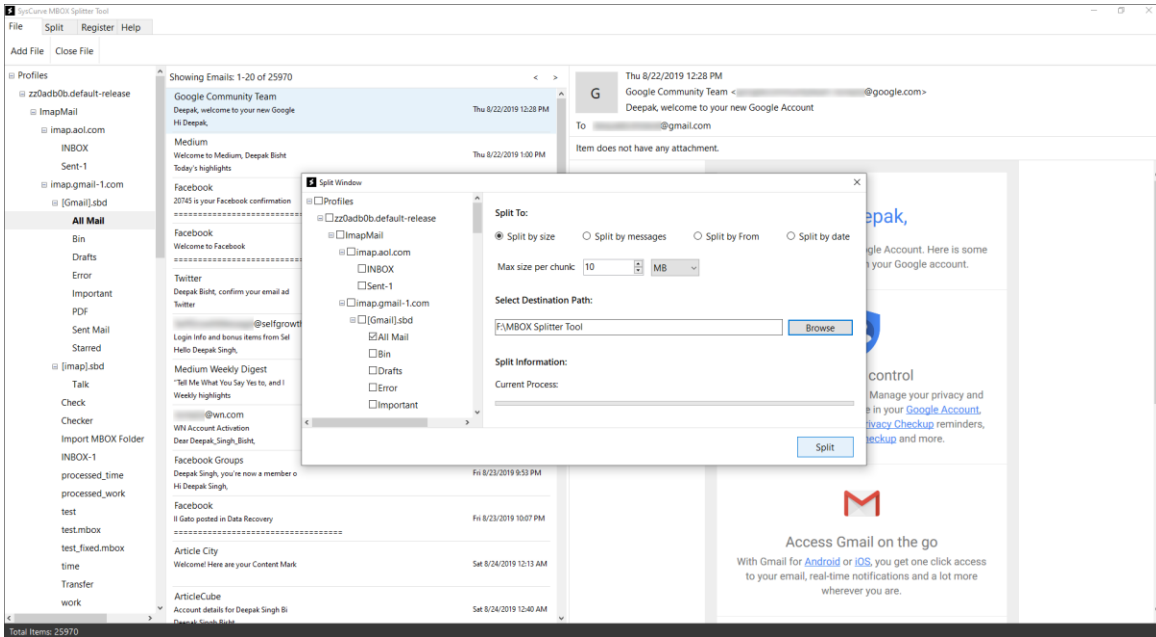 SysCurve MBOX Splitter Tool
File Split Register Help
Add File Close File
Profiles
zz0adb0b.default-release
ImapMail
imap.aol.com
INBOX
Sent-1
imap.gmail-1.com
[Gmail].sbd
All Mail
Bin
Drafts
Error
Important
PDF
Sent Mail
Starred
[imap].sbd
Talk
Check
Checker
Import MBOX Folder
INBOX-1
processed_time
processed_work
test
test.mbox
test_fixed.mbox
time
Transfer
work
Showing Emails: 1-20 of 25970 < >
Google Community Team
Deepak, welcome to your new Google Thu 8/22/2019 12:28 PM
Hi Deepak,
Medium
Welcome to Medium, Deepak Bisht Thu 8/22/2019 1:00 PM
Today's highlights
Facebook
20745 is your Facebook confirmation
==========================
Facebook
Welcome to Facebook
==========================
Twitter
Deepak Bisht, confirm your email ad
Twitter
@selfgrowt
Login Info and bonus items from Sel
Hello Deepak Singh,
Medium Weekly Digest
"Tell Me What You Say Yes to, and I
Weekly highlights
@wn.com
WN Account Activation
Dear Deepak_Singh_Bisht,
Facebook Groups
Deepak Singh, you're now a member o Fri 8/23/2019 9:53 PM
Hi Deepak Singh,
Facebook
Il Gato posted in Data Recovery Fri 8/23/2019 10:07 PM
==================================
Article City
Welcome! Here are your Content Mark Sat 8/24/2019 12:13 AM
ArticleCube
Account details for Deepak Singh Bi Sat 8/24/2019 12:40 AM
Deepak Singh Bisht
G
Thu 8/22/2019 12:28 PM
Google Community Team < @google.com>
Deepak, welcome to your new Google Account
To @gmail.com
Item does not have any attachment.
epak,
gle Account. Here is some
your Google account.
control
Manage your privacy and
e in your Google Account,
ivacy Checkup reminders,
eckup and more.
Access Gmail on the go
With Gmail for Android or iOS, you get one click access
to your email, real-time notifications and a lot more
wherever you are.
Split Window
Profiles
zz0adb0b.default-release
ImapMail
imap.aol.com
INBOX
Sent-1
imap.gmail-1.com
[Gmail].sbd
All Mail
Bin
Drafts
Error
Important
Split To:
Split by size Split by messages Split by From Split by date
Max size per chunk: 10 MB
Select Destination Path:
F:\MBOX Splitter Tool Browse
Split Information:
Current Process:
Split
Total Items: 25970